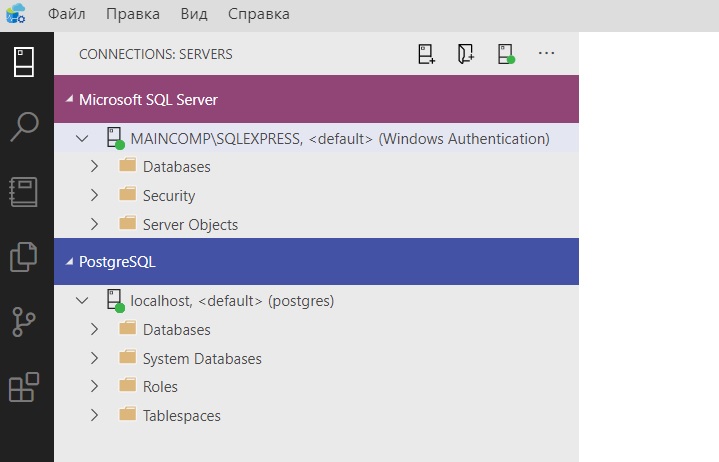 Файл Правка Вид Справка
CONNECTIONS: SERVERS
Microsoft SQL Server
MAINCOMP\SQLEXPRESS, <default> (Windows Authentication)
Databases
Security
Server Objects
PostgreSQL
localhost, <default> (postgres)
Databases
System Databases
Roles
Tablespaces